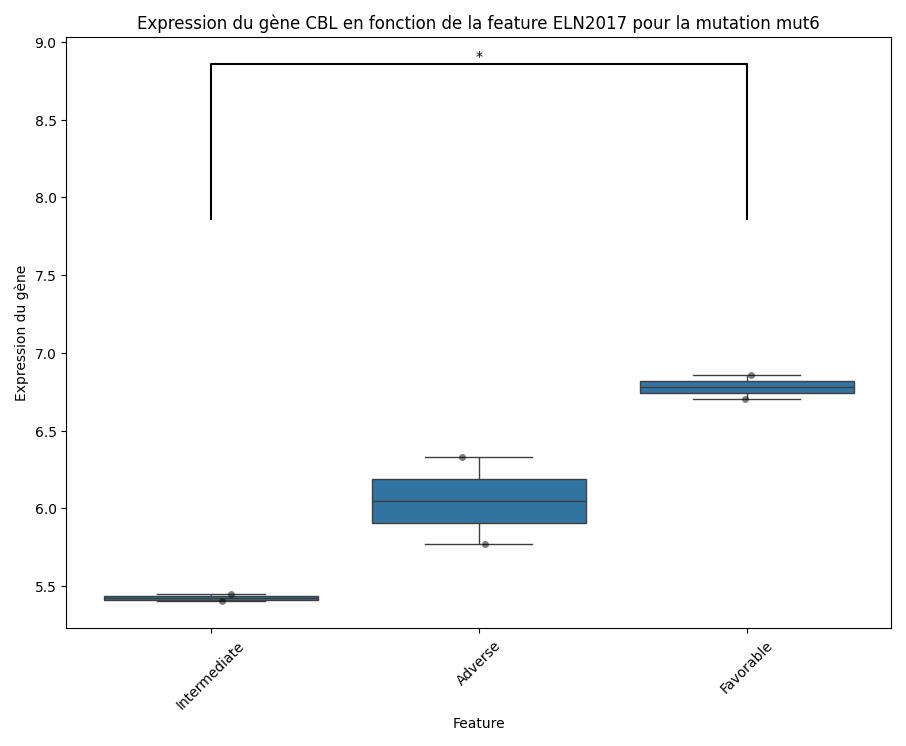 Expression du gène CBL en fonction de la feature ELN2017 pour la mutation mut6
*
9.0
8.5
8.0
7.5
7.0
6.5
6.0
5.5
Expression du gène
Intermediate
Adverse
Favorable
Feature